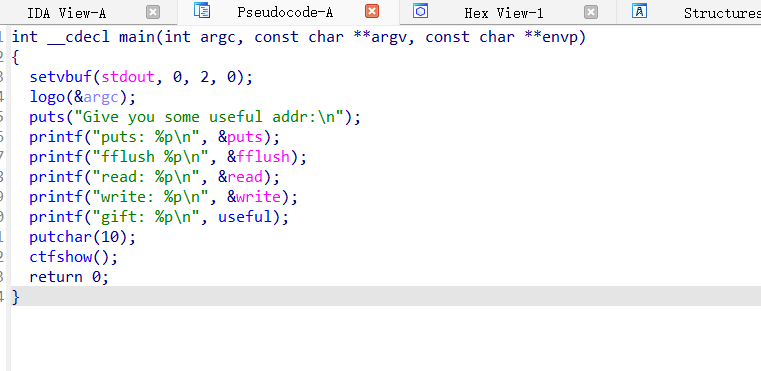 IDA View-A Pseudocode-A Hex View-1 Structures
int __cdecl main(int argc, const char **argv, const char **envp)
{
setvbuf(stdout, 0, 2, 0);
logo(&argc);
puts("Give you some useful addr:\n");
printf("puts: %p\n", &puts);
printf("fflush %p\n", &fflush);
printf("read: %p\n", &read);
printf("write: %p\n", &write);
printf("gift: %p\n", useful);
putchar(10);
ctfshow();
return 0;
}